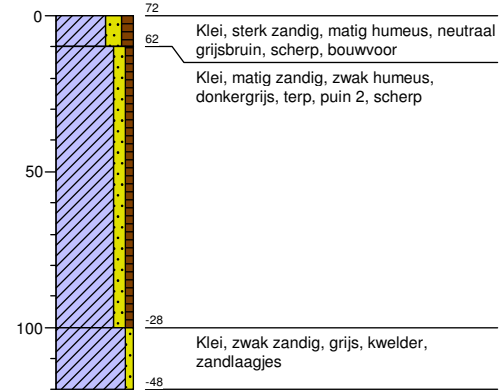 0
72
Klei, sterk zandig, matig humeus, neutraal
grijsbruin, scherp, bouwvoor
62
Klei, matig zandig, zwak humeus,
donkergrijs, terp, puin 2, scherp
50
100
-28
Klei, zwak zandig, grijs, kwelder,
zandlaagjes
-48